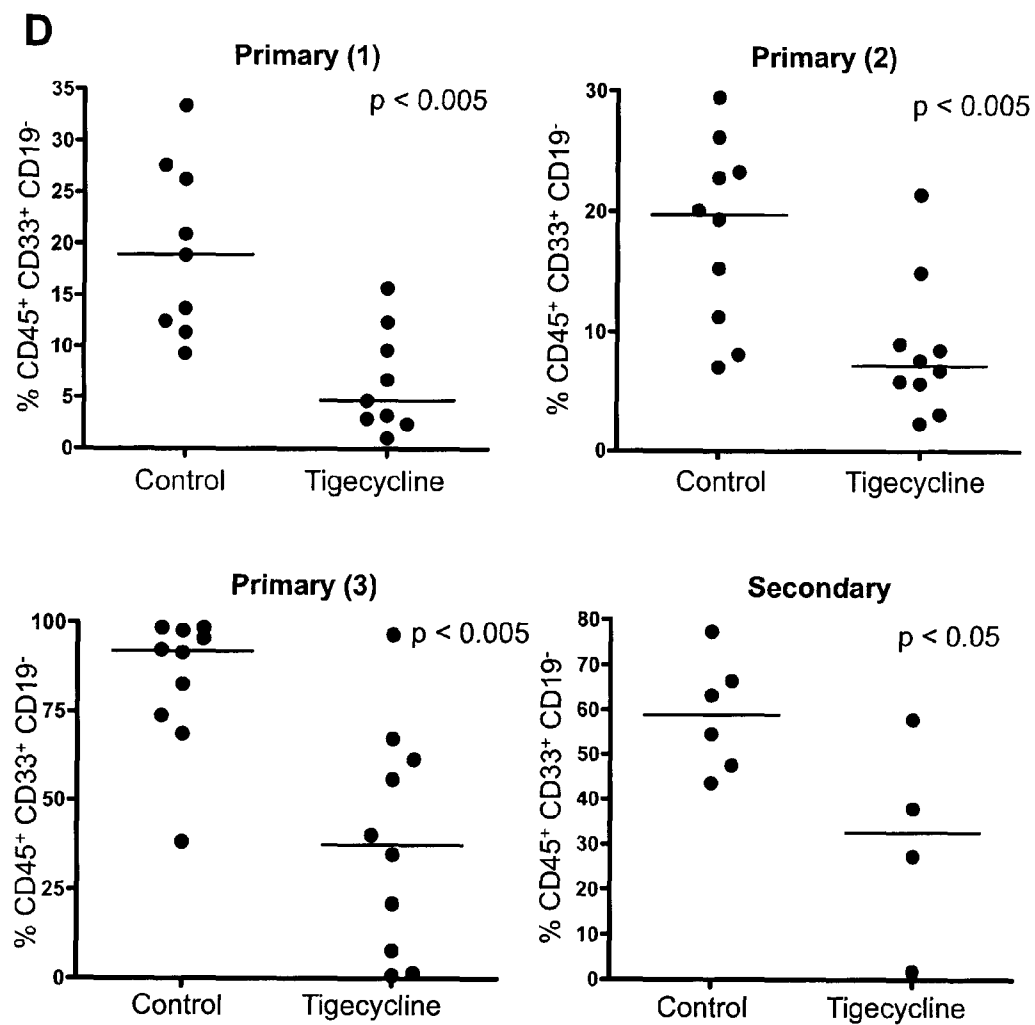 D
Primary (1)
p < 0.005
% CD45⁺ CD33⁺ CD19⁻
35
30
25
20
15
10
5
0
Control Tigecycline
Primary (2)
p < 0.005
% CD45⁺ CD33⁺ CD19⁻
30
20
10
0
Control Tigecycline
Primary (3)
p < 0.005
% CD45⁺ CD33⁺ CD19⁻
100
75
50
25
0
Control Tigecycline
Secondary
p < 0.05
% CD45⁺ CD33⁺ CD19⁻
80
70
60
50
40
30
20
10
0
Control Tigecycline